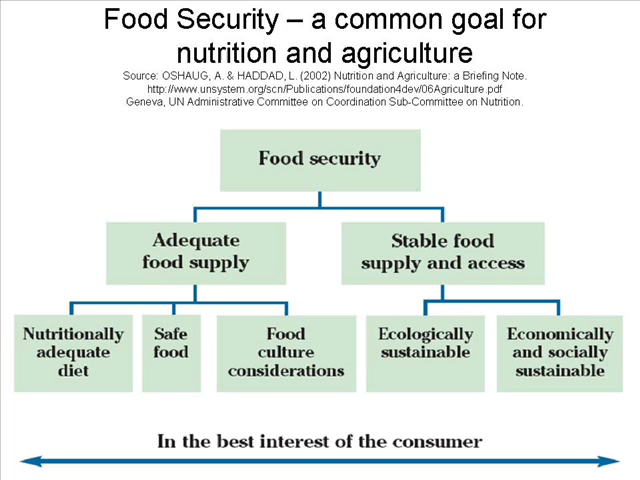 Food Security – a common goal for
nutrition and agriculture
Source: OSHAUG, A. & HADDAD, L. (2002) Nutrition and Agriculture: a Briefing Note.
http://www.unsystem.org/scn/Publications/foundation4dev/06Agriculture.pdf
Geneva, UN Administrative Committee on Coordination Sub-Committee on Nutrition.
Food security
Adequate
food supply
Stable food
supply and access
Nutritionally
adequate
diet
Safe
food
Food
culture
considerations
Ecologically
sustainable
Economically
and socially
sustainable
In the best interest of the consumer